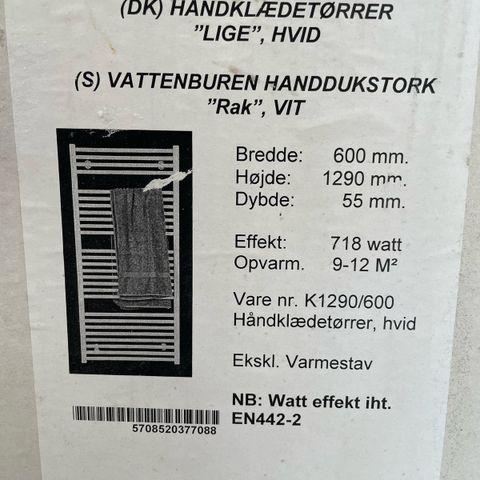 (DK) HANDKLÆDETØRRER
”LIGE”, HVID
(S) VATTENBUREN HANDDUKSTORK
”Rak”, VIT
Bredde: 600 mm.
Højde: 1290 mm.
Dybde: 55 mm.
Effekt: 718 watt
Opvarm. 9-12 M²
Vare nr. K1290/600
Håndklædetørrer, hvid
Ekskl. Varmestav
NB: Watt effekt iht.
EN442-2
5708520377088